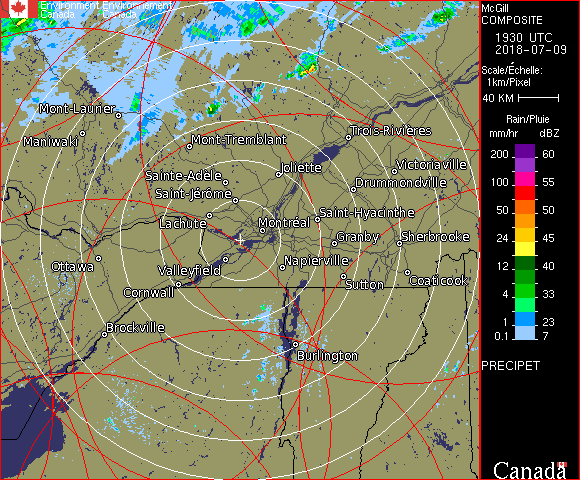 Environment Environnement
Canada Canada
McGill
COMPOSITE
1930 UTC
2018-07-09
Scale/Échelle:
1km/Pixel
40 KM
Rain/Pluie
mm/hr dBZ
200 60
100 55
50 50
24 45
12 40
4 33
1 23
0.1 7
PRECIPET
Canada
Mont-Laurier
Maniwaki
Mont-Tremblant
Trois-Rivières
Sainte-Adèle
Joliette
Victoriaville
Drummondville
Saint-Jérôme
Lachute
Montréal
Saint-Hyacinthe
Granby
Sherbrooke
Ottawa
Valleyfield
Napierville
Cornwall
Sutton
Coaticook
Brockville
Burlington